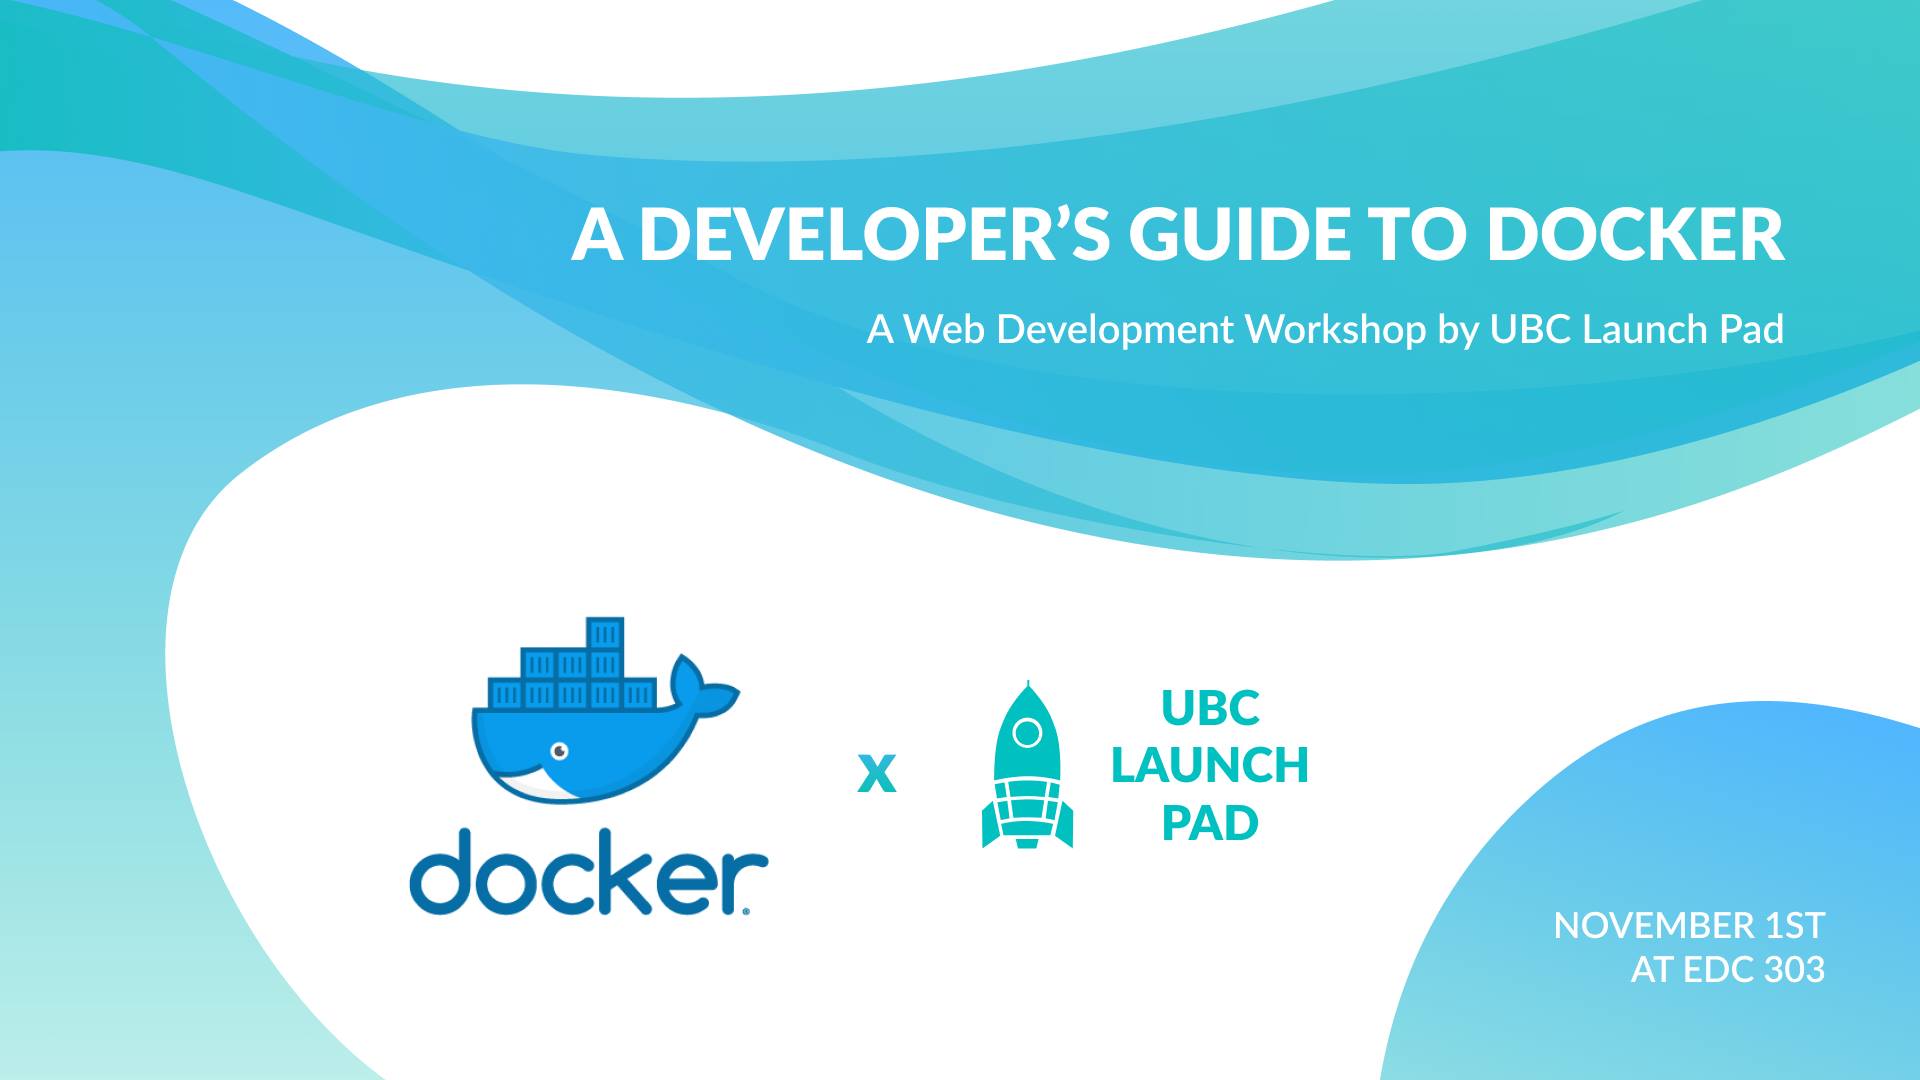 A DEVELOPER’S GUIDE TO DOCKER
A Web Development Workshop by UBC Launch Pad
docker
x
UBC
LAUNCH
PAD
NOVEMBER 1ST
AT EDC 303